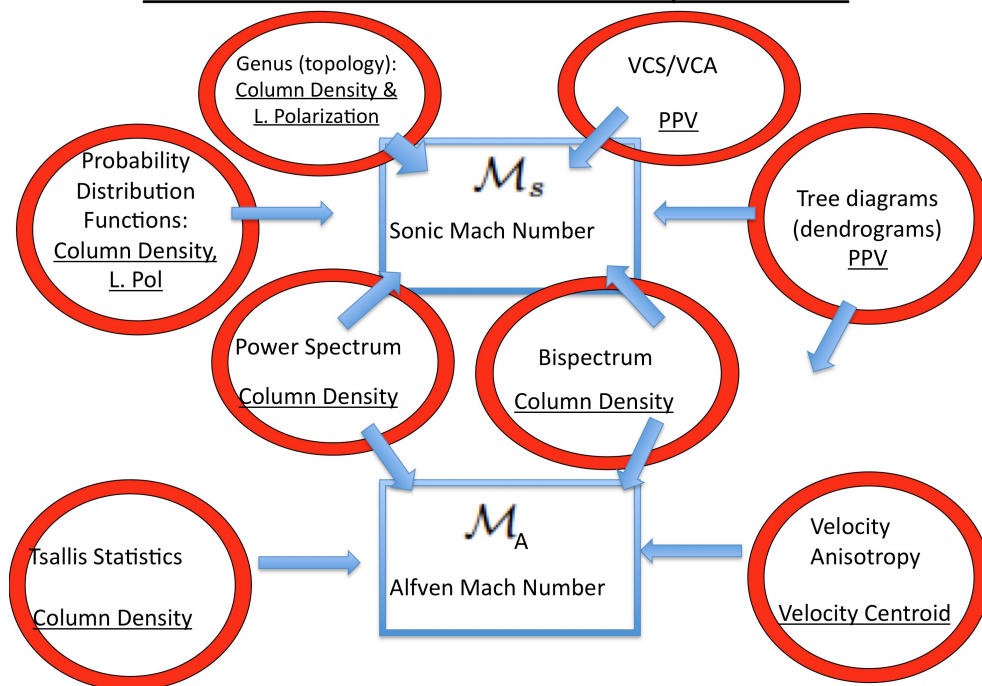 Genus (topology):
Column Density &
L. Polarization
VCS/VCA
PPV
Probability
Distribution
Functions:
Column Density,
L. Pol
ℳs
Sonic Mach Number
Tree diagrams
(dendrograms)
PPV
Power Spectrum
Column Density
Bispectrum
Column Density
Tsallis Statistics
Column Density
ℳA
Alfven Mach Number
Velocity
Anisotropy
Velocity Centroid